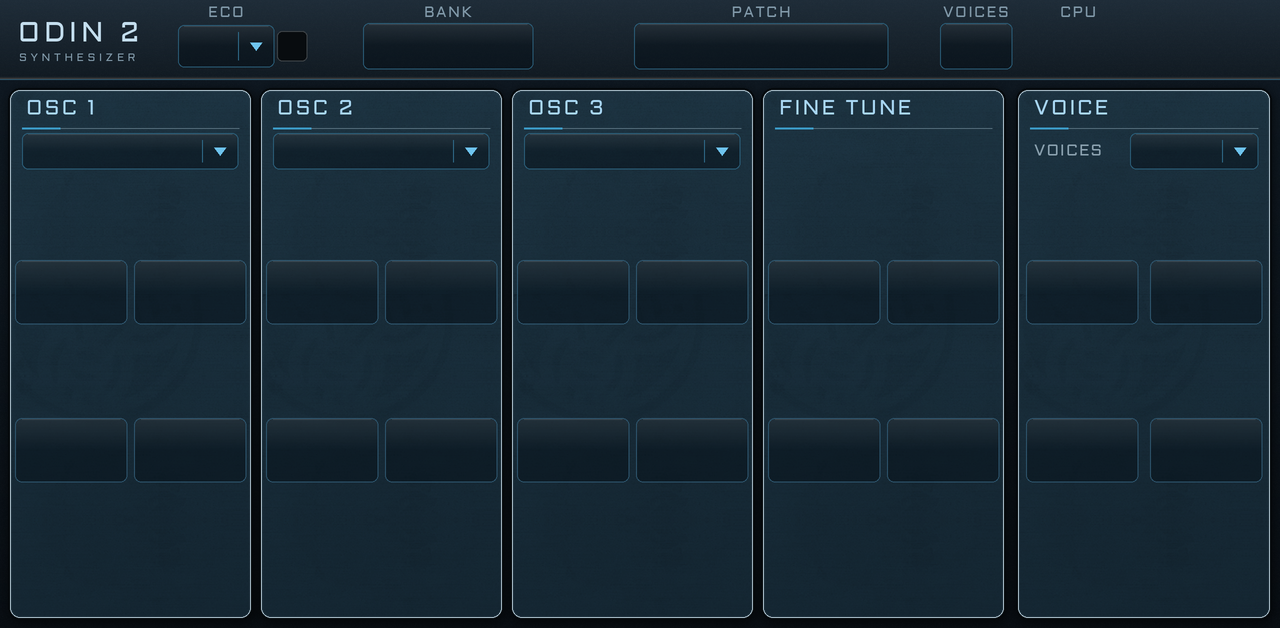 ODIN 2
SYNTHESIZER
ECO
BANK
PATCH
VOICES
CPU
OSC 1
OSC 2
OSC 3
FINE TUNE
VOICE
VOICES